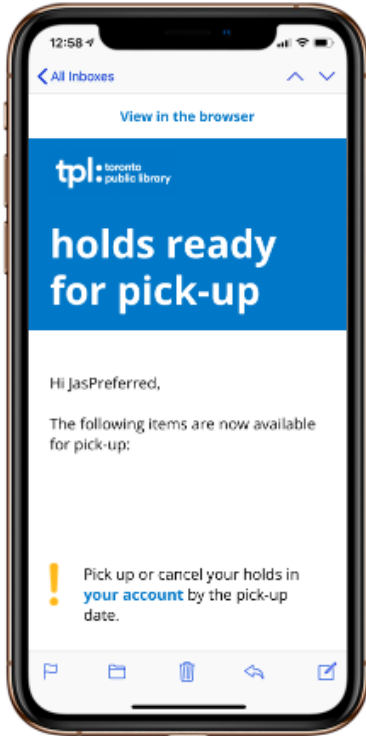 12:58
All Inboxes
View in the browser
tpl: toronto
public library
holds ready
for pick-up
Hi JasPreferred,
The following items are now available
for pick-up:
! Pick up or cancel your holds in
your account by the pick-up
date.